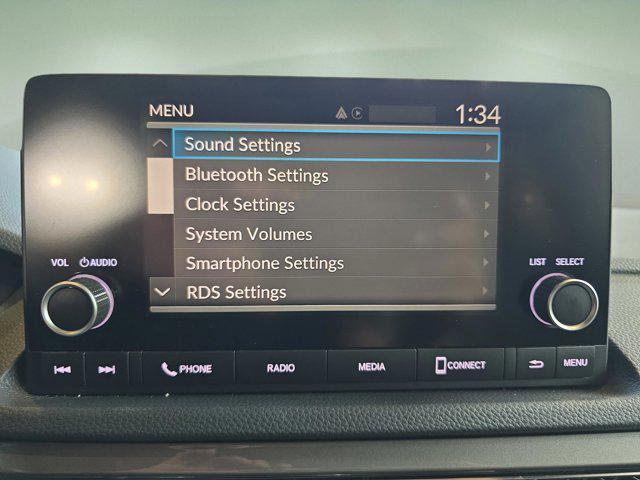 MENU 1:34
Sound Settings
Bluetooth Settings
Clock Settings
System Volumes
Smartphone Settings
RDS Settings
VOL AUDIO
LIST SELECT
PHONE RADIO MEDIA CONNECT MENU